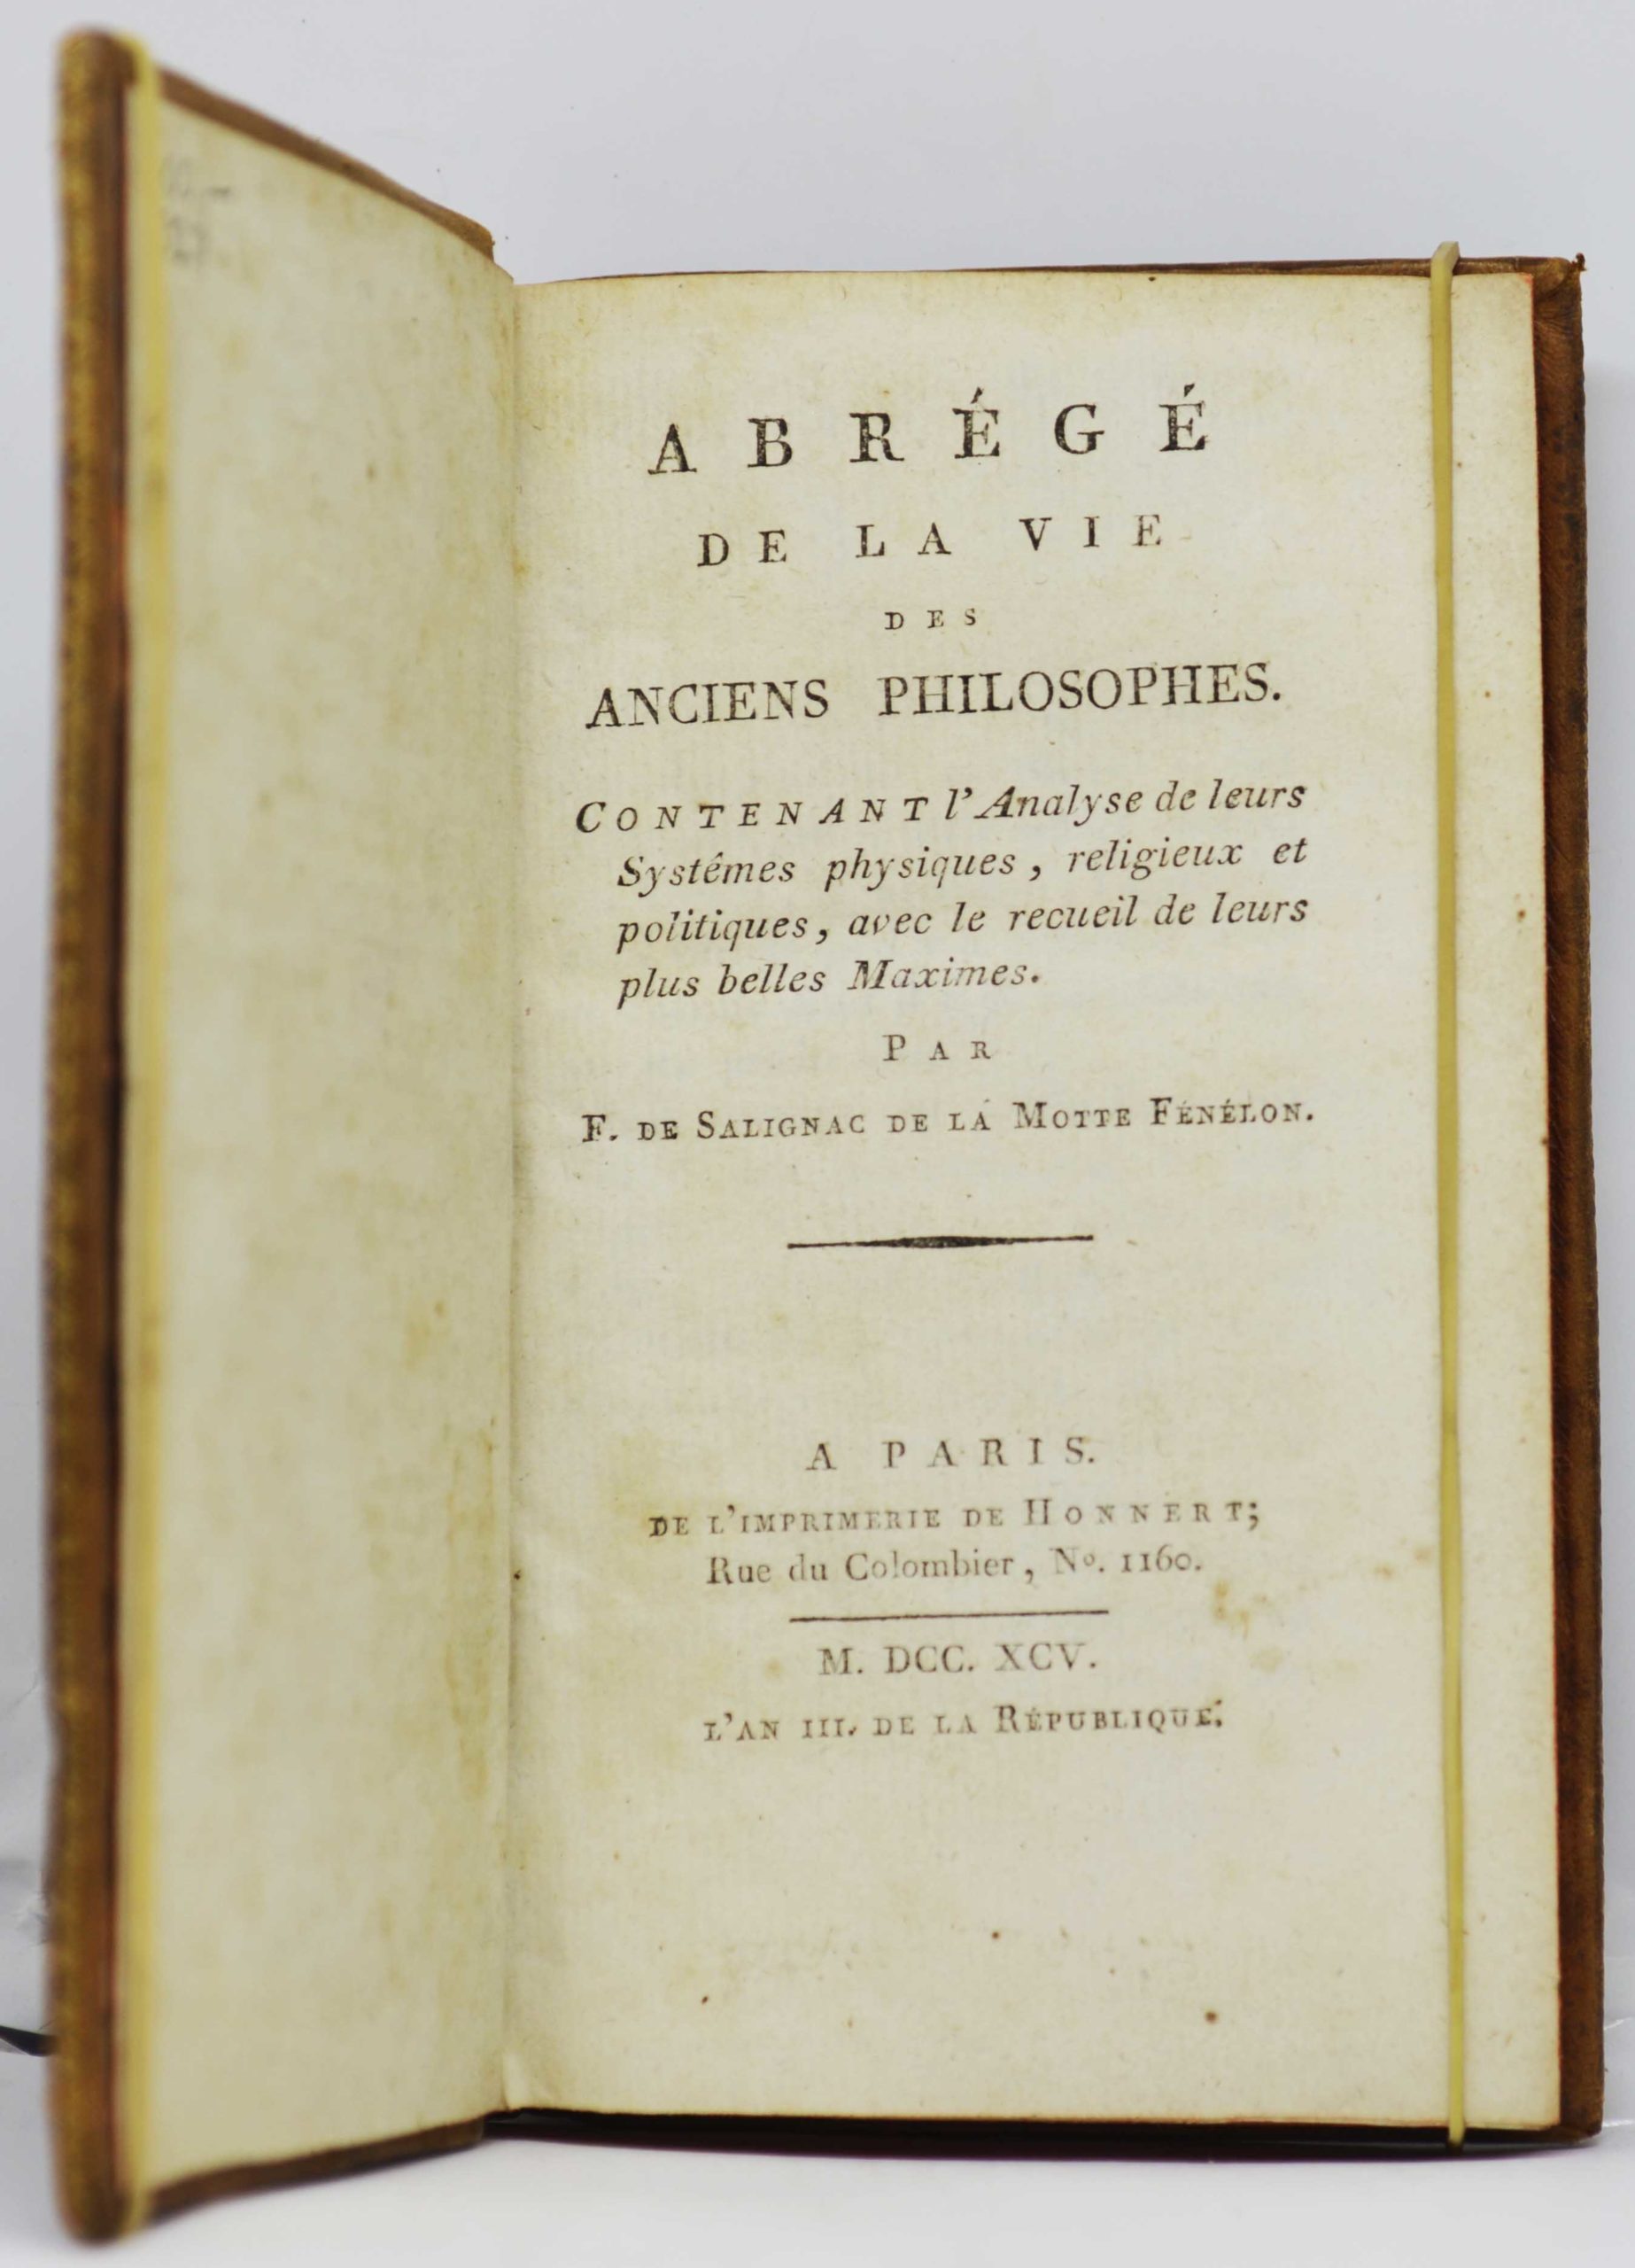 ABRÉGÉ
DE LA VIE
DES
ANCIENS PHILOSOPHES.
CONTENANT l'Analyse de leurs
Systêmes physiques, religieux et
politiques, avec le recueil de leurs
plus belles Maximes.
PAR
F. DE SALIGNAC DE LA MOTTE FÉNÉLON.
A PARIS.
DE L'IMPRIMERIE DE HONNERT;
Rue du Colombier, No. 1160.
M. DCC. XCV.
L'AN III. DE LA RÉPUBLIQUE.